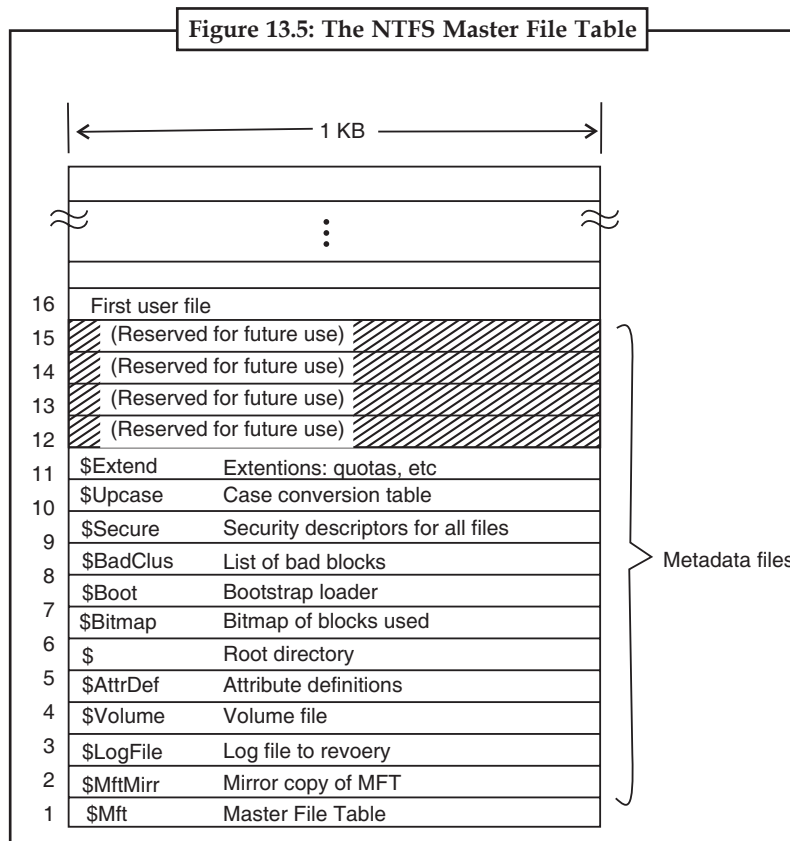 Figure 13.5: The NTFS Master File Table
1 KB
16 First user file
15 (Reserved for future use)
14 (Reserved for future use)
13 (Reserved for future use)
12 (Reserved for future use)
11 $Extend Extentions: quotas, etc
10 $Upcase Case conversion table
9 $Secure Security descriptors for all files
8 $BadClus List of bad blocks
7 $Boot Bootstrap loader
6 $Bitmap Bitmap of blocks used
5 $ Root directory
4 $AttrDef Attribute definitions
3 $Volume Volume file
2 $LogFile Log file to revoery
1 $MftMirr Mirror copy of MFT
$Mft Master File Table
Metadata files